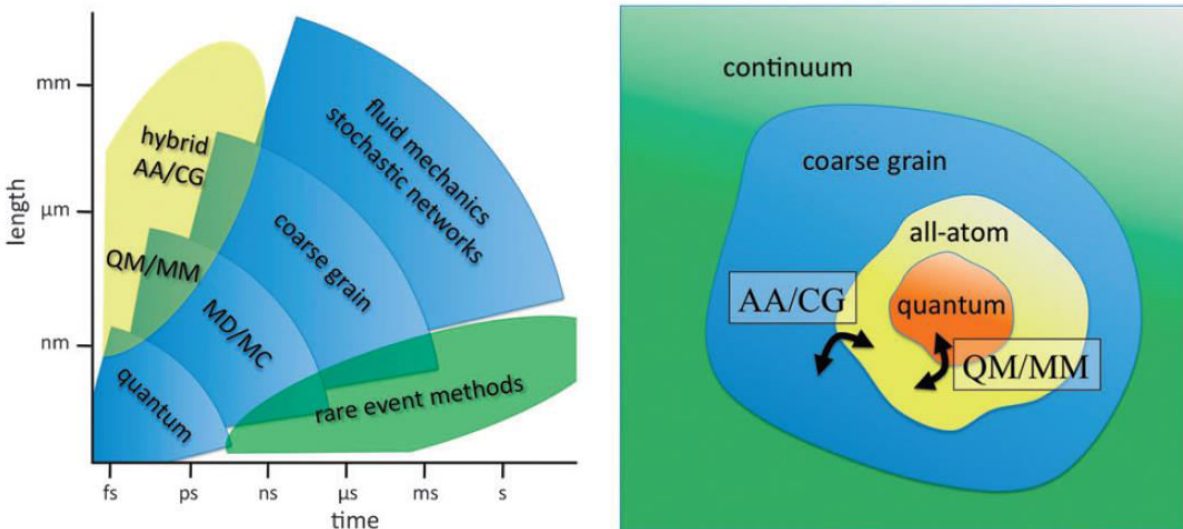 mm
μm
nm
length
hybrid
AA/CG
QM/MM
quantum
MD/MC
coarse grain
fluid mechanics
stochastic networks
rare event methods
fs
ps
ns
μs
ms
s
time
continuum
coarse grain
all-atom
AA/CG
quantum
QM/MM